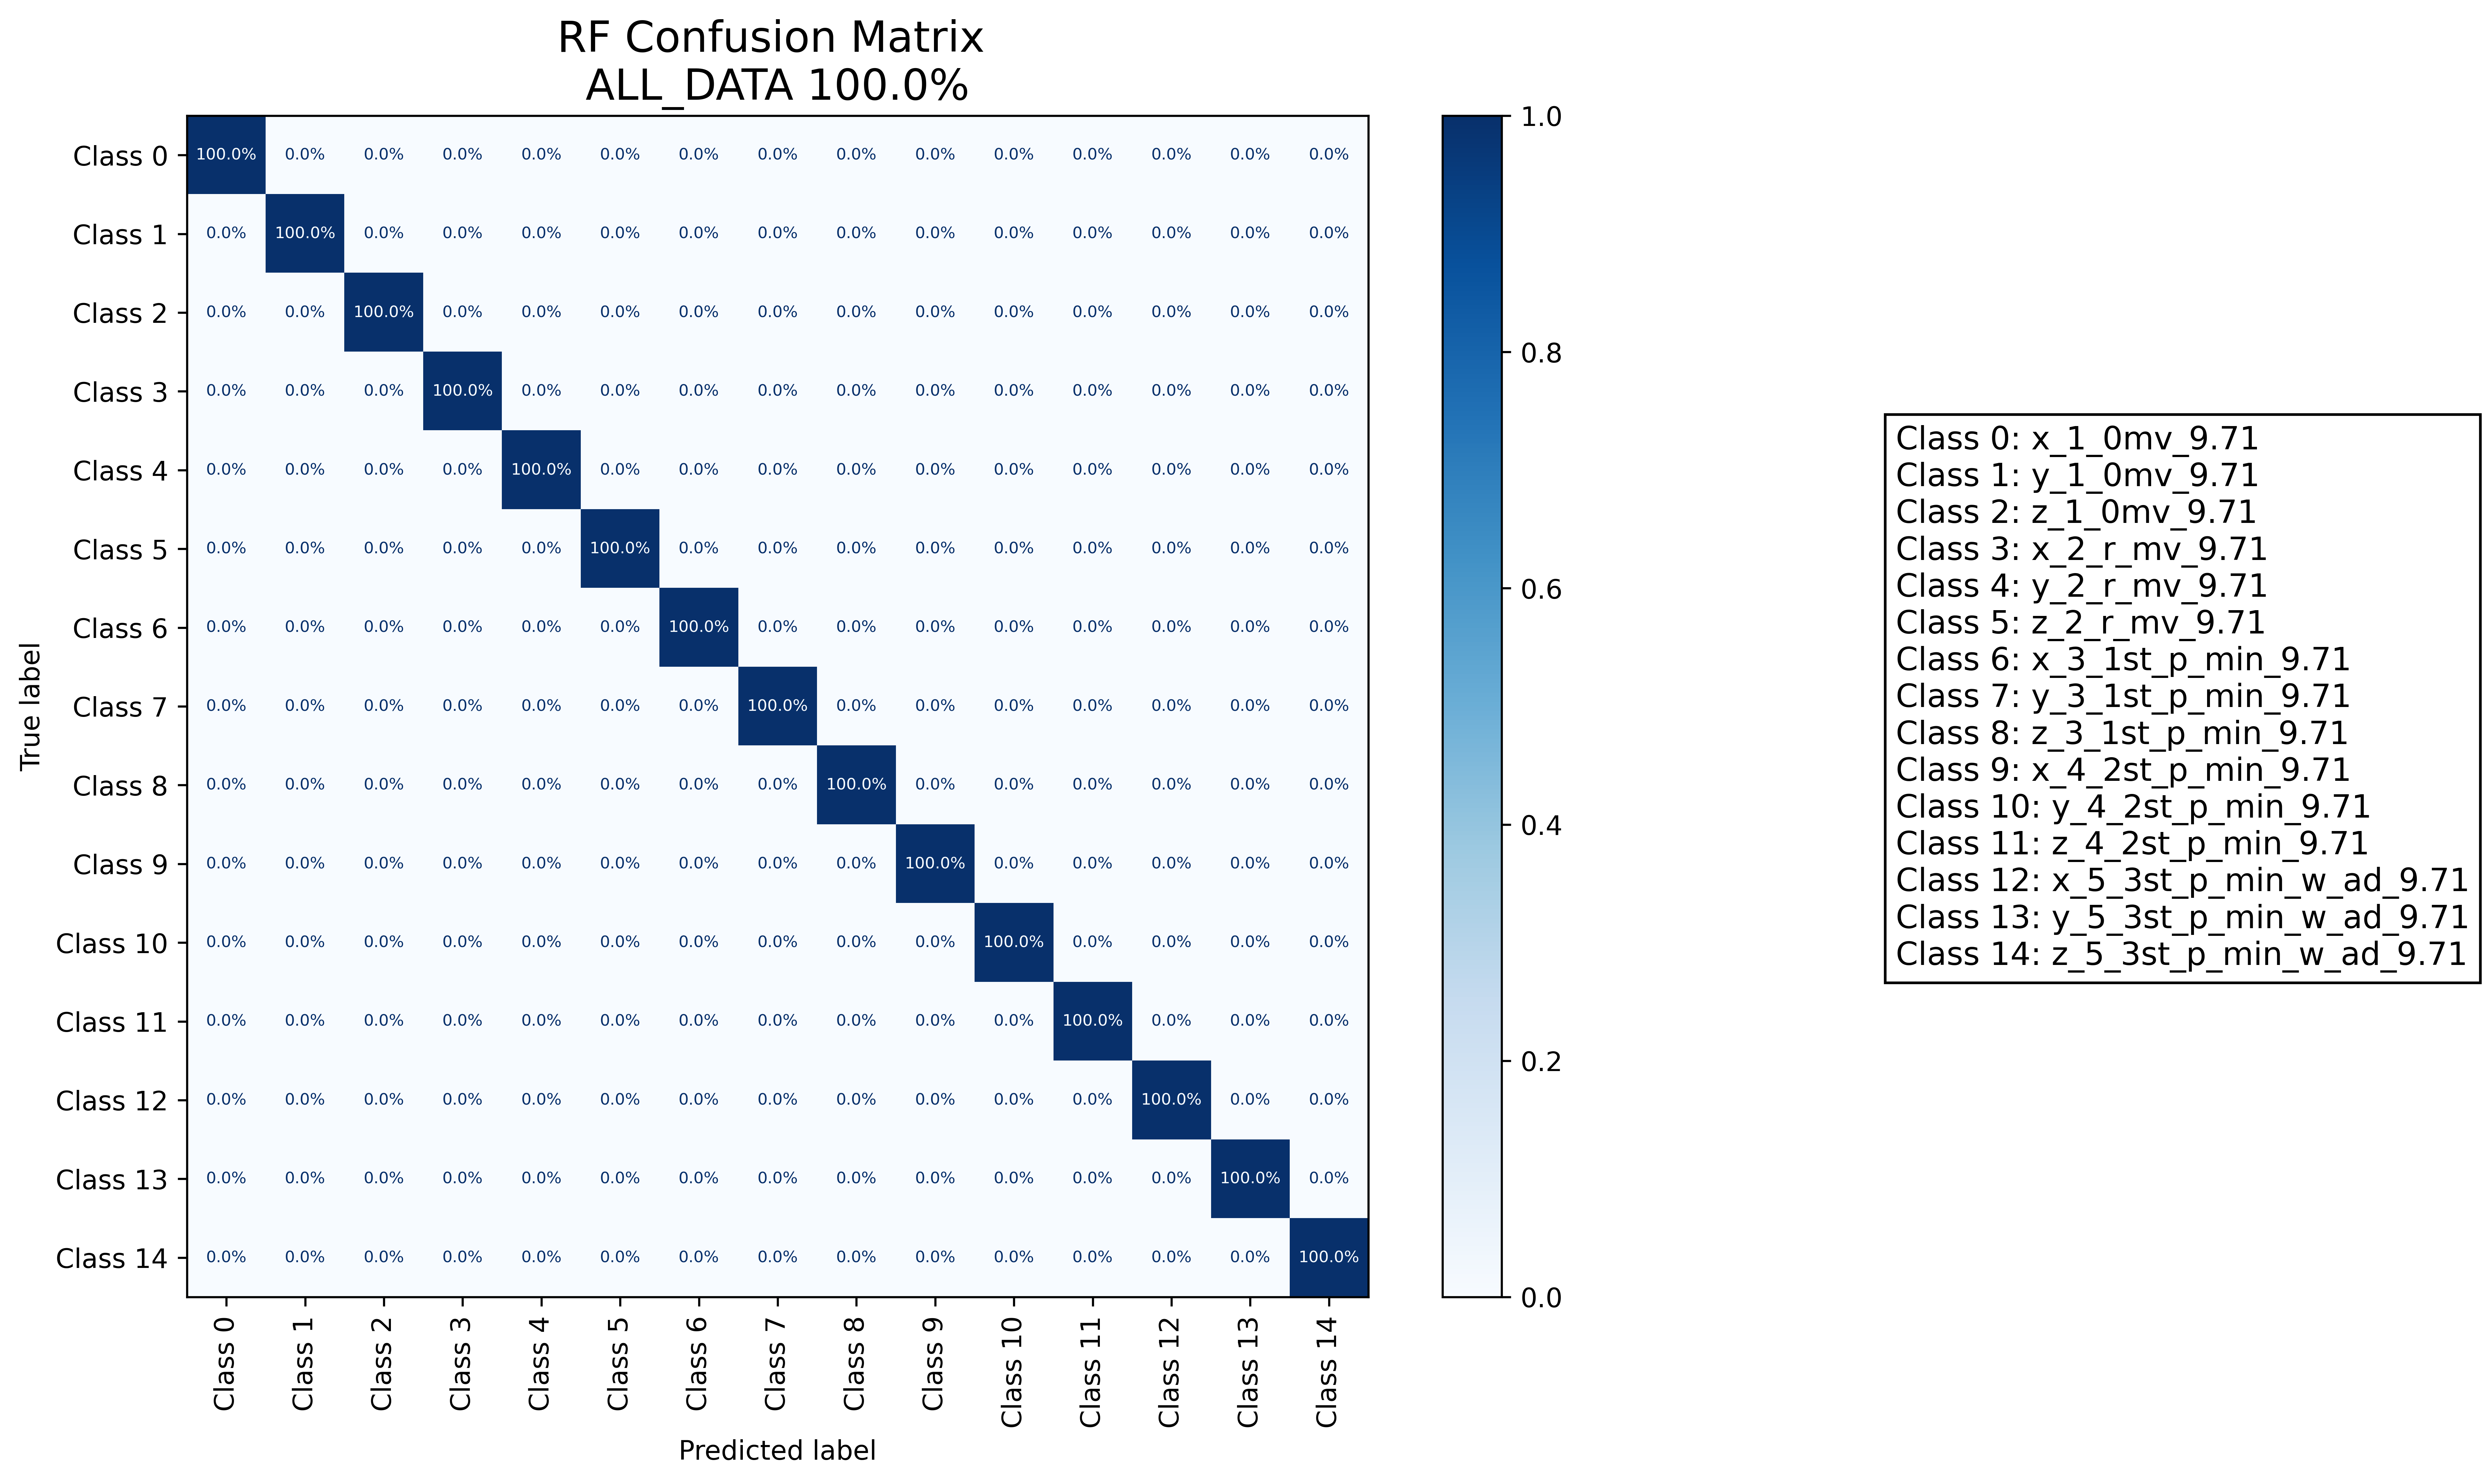 RF Confusion Matrix
ALL_DATA 100.0%
Class 0 100.0% 0.0% 0.0% 0.0% 0.0% 0.0% 0.0% 0.0% 0.0% 0.0% 0.0% 0.0% 0.0% 0.0% 0.0%
Class 1 0.0% 100.0% 0.0% 0.0% 0.0% 0.0% 0.0% 0.0% 0.0% 0.0% 0.0% 0.0% 0.0% 0.0% 0.0%
Class 2 0.0% 0.0% 100.0% 0.0% 0.0% 0.0% 0.0% 0.0% 0.0% 0.0% 0.0% 0.0% 0.0% 0.0% 0.0%
Class 3 0.0% 0.0% 0.0% 100.0% 0.0% 0.0% 0.0% 0.0% 0.0% 0.0% 0.0% 0.0% 0.0% 0.0% 0.0%
Class 4 0.0% 0.0% 0.0% 0.0% 100.0% 0.0% 0.0% 0.0% 0.0% 0.0% 0.0% 0.0% 0.0% 0.0% 0.0%
Class 5 0.0% 0.0% 0.0% 0.0% 0.0% 100.0% 0.0% 0.0% 0.0% 0.0% 0.0% 0.0% 0.0% 0.0% 0.0%
Class 6 0.0% 0.0% 0.0% 0.0% 0.0% 0.0% 100.0% 0.0% 0.0% 0.0% 0.0% 0.0% 0.0% 0.0% 0.0%
Class 7 0.0% 0.0% 0.0% 0.0% 0.0% 0.0% 0.0% 100.0% 0.0% 0.0% 0.0% 0.0% 0.0% 0.0% 0.0%
Class 8 0.0% 0.0% 0.0% 0.0% 0.0% 0.0% 0.0% 0.0% 100.0% 0.0% 0.0% 0.0% 0.0% 0.0% 0.0%
Class 9 0.0% 0.0% 0.0% 0.0% 0.0% 0.0% 0.0% 0.0% 0.0% 100.0% 0.0% 0.0% 0.0% 0.0% 0.0%
Class 10 0.0% 0.0% 0.0% 0.0% 0.0% 0.0% 0.0% 0.0% 0.0% 0.0% 100.0% 0.0% 0.0% 0.0% 0.0%
Class 11 0.0% 0.0% 0.0% 0.0% 0.0% 0.0% 0.0% 0.0% 0.0% 0.0% 0.0% 100.0% 0.0% 0.0% 0.0%
Class 12 0.0% 0.0% 0.0% 0.0% 0.0% 0.0% 0.0% 0.0% 0.0% 0.0% 0.0% 0.0% 100.0% 0.0% 0.0%
Class 13 0.0% 0.0% 0.0% 0.0% 0.0% 0.0% 0.0% 0.0% 0.0% 0.0% 0.0% 0.0% 0.0% 100.0% 0.0%
Class 14 0.0% 0.0% 0.0% 0.0% 0.0% 0.0% 0.0% 0.0% 0.0% 0.0% 0.0% 0.0% 0.0% 0.0% 100.0%
True label
Class 0 Class 1 Class 2 Class 3 Class 4 Class 5 Class 6 Class 7 Class 8 Class 9 Class 10 Class 11 Class 12 Class 13 Class 14
Predicted label
1.0
0.8
0.6
0.4
0.2
0.0
Class 0: x_1_0mv_9.71
Class 1: y_1_0mv_9.71
Class 2: z_1_0mv_9.71
Class 3: x_2_r_mv_9.71
Class 4: y_2_r_mv_9.71
Class 5: z_2_r_mv_9.71
Class 6: x_3_1st_p_min_9.71
Class 7: y_3_1st_p_min_9.71
Class 8: z_3_1st_p_min_9.71
Class 9: x_4_2st_p_min_9.71
Class 10: y_4_2st_p_min_9.71
Class 11: z_4_2st_p_min_9.71
Class 12: x_5_3st_p_min_w_ad_9.71
Class 13: y_5_3st_p_min_w_ad_9.71
Class 14: z_5_3st_p_min_w_ad_9.71